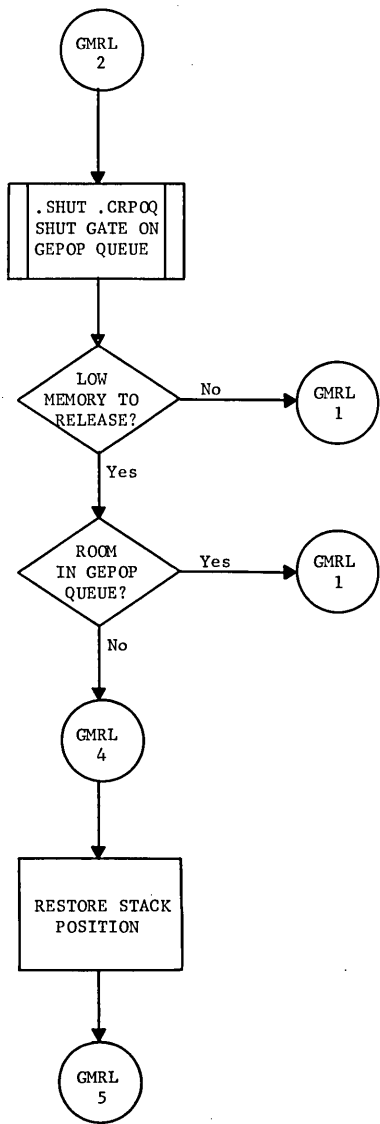 GMRL
2
.SHUT .CRPOQ
SHUT GATE ON
GEPOP QUEUE
LOW
MEMORY TO
RELEASE?
No
GMRL
1
Yes
ROOM
IN GEPOP
QUEUE?
Yes
GMRL
1
No
GMRL
4
RESTORE STACK
POSITION
GMRL
5